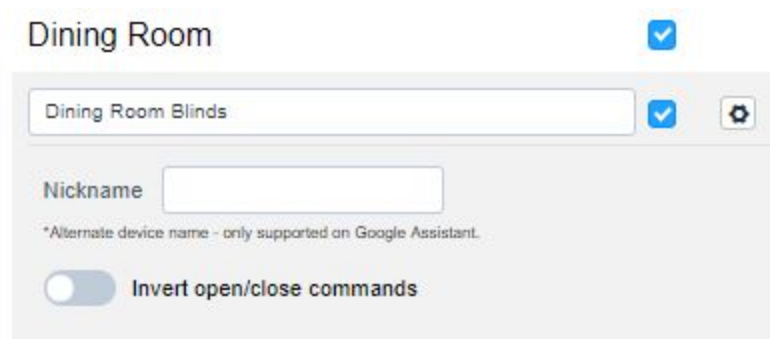 Dining Room
Dining Room Blinds
Nickname
*Alternate device name - only supported on Google Assistant.
Invert open/close commands